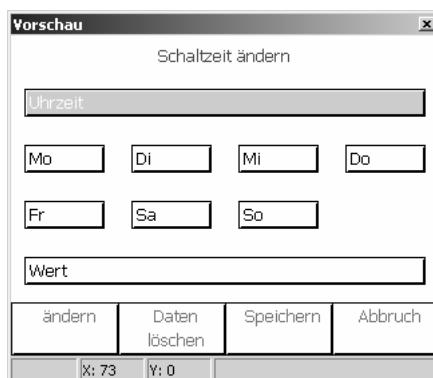 Vorschau
Schaltzeit ändern
Uhrzeit
Mo Di Mi Do
Fr Sa So
Wert
ändern Daten löschen Speichern Abbruch
X: 73 Y: 0